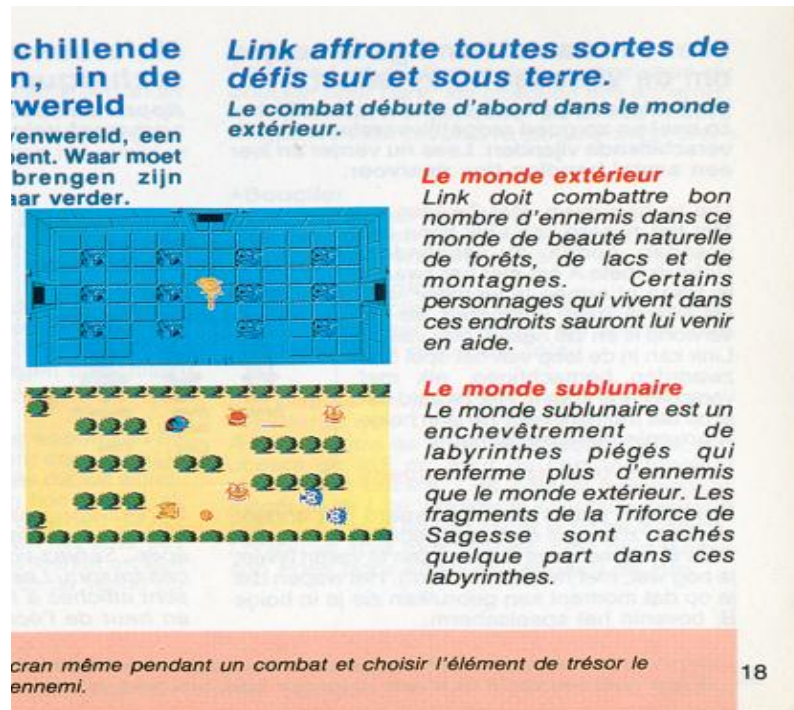 chillende
n, in de
wereld
enwereld, een
ent. Waar moet
brengen zijn
aar verder.
Link affronte toutes sortes de
défis sur et sous terre.
Le combat débute d'abord dans le monde
extérieur.
Le monde extérieur
Link doit combattre bon
nombre d'ennemis dans ce
monde de beauté naturelle
de forêts, de lacs et de
montagnes. Certains
personnages qui vivent dans
ces endroits sauront lui venir
en aide.
Le monde sublunaire
Le monde sublunaire est un
enchevêtrement de
labyrinthes piégés qui
renferme plus d'ennemis
que le monde extérieur. Les
fragments de la Triforce de
Sagesse sont cachés
quelque part dans ces
labyrinthes.
cran même pendant un combat et choisir l'élément de trésor le
ennemi.
18